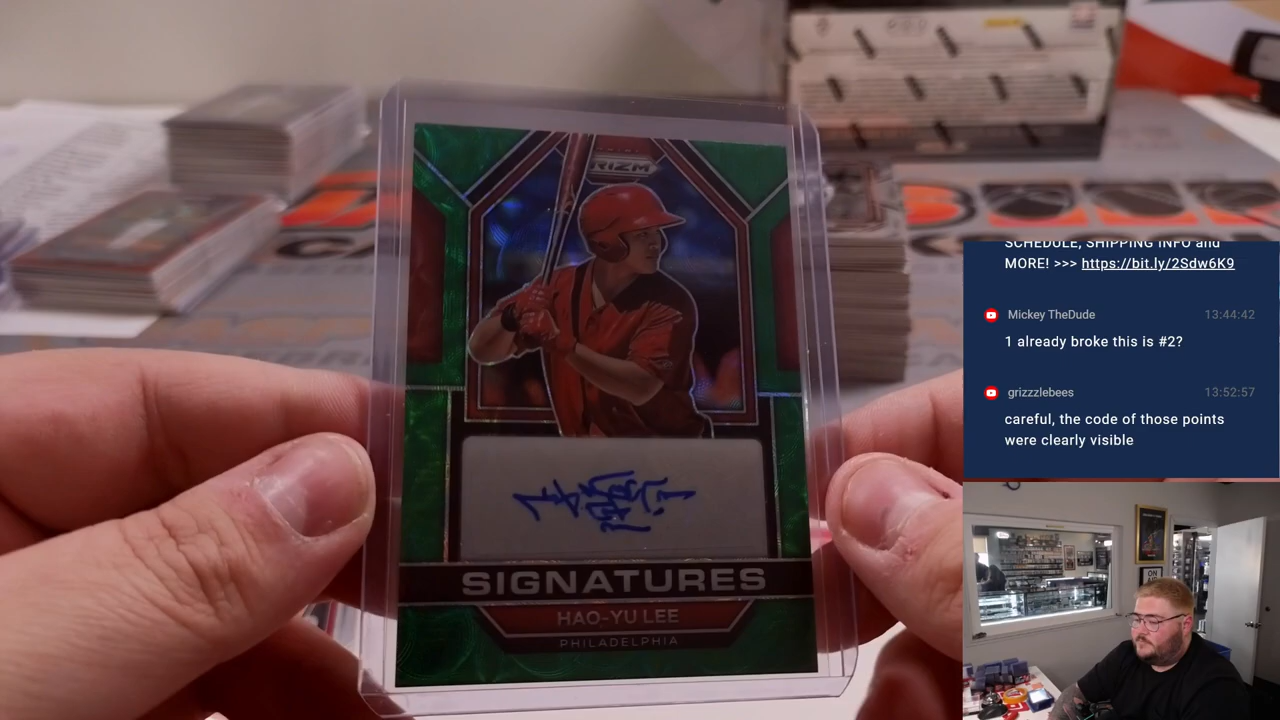 RIZM
SIGNATURES
HAO-YU LEE
PHILADELPHIA
SCHEDULE, SHIPPING INFO and
MORE! >>> https://bit.ly/2Sdw6K9
Mickey TheDude 13:44:42
1 already broke this is #2?
grizzzlebees 13:52:57
careful, the code of those points
were clearly visible